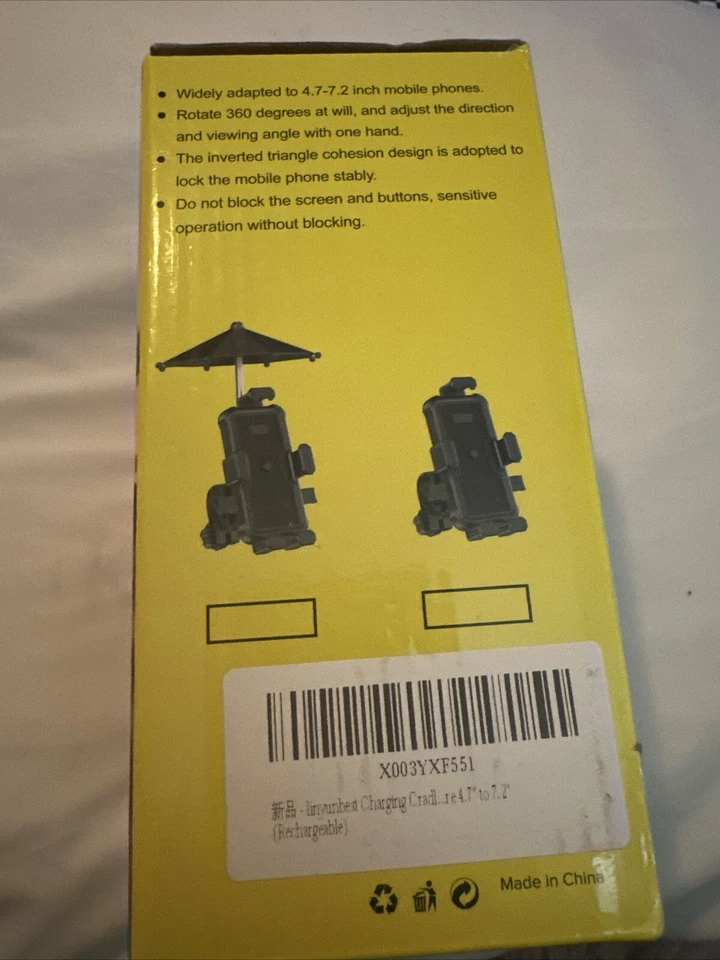 • Widely adapted to 4.7-7.2 inch mobile phones.
• Rotate 360 degrees at will, and adjust the direction
and viewing angle with one hand.
• The inverted triangle cohesion design is adopted to
lock the mobile phone stably.
• Do not block the screen and buttons, sensitive
operation without blocking.
X003YXF551
新品 - Jinyunbest Charging Cradl...re 4.7" to 7.2"
(Rechargeable)
Made in China